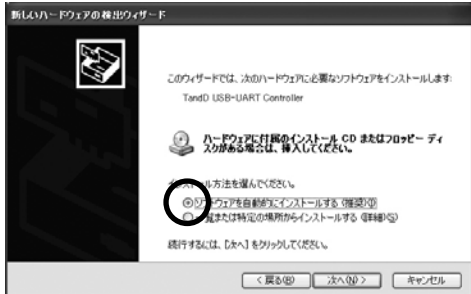 新しいハードウェアの検出ウィザード
このウィザードでは、次のハードウェアに必要なソフトウェアをインストールします:
TandD USB-UART Controller
ハードウェアに付属のインストール CD またはフロッピー ディ
スクがある場合は、挿入してください。
インストール方法を選んでください。
ソフトウェアを自動的にインストールする (推奨)(I)
一覧または特定の場所からインストールする (詳細)(S)
続行するには、[次へ] をクリックしてください。
< 戻る(B)
次へ(N) >
キャンセル